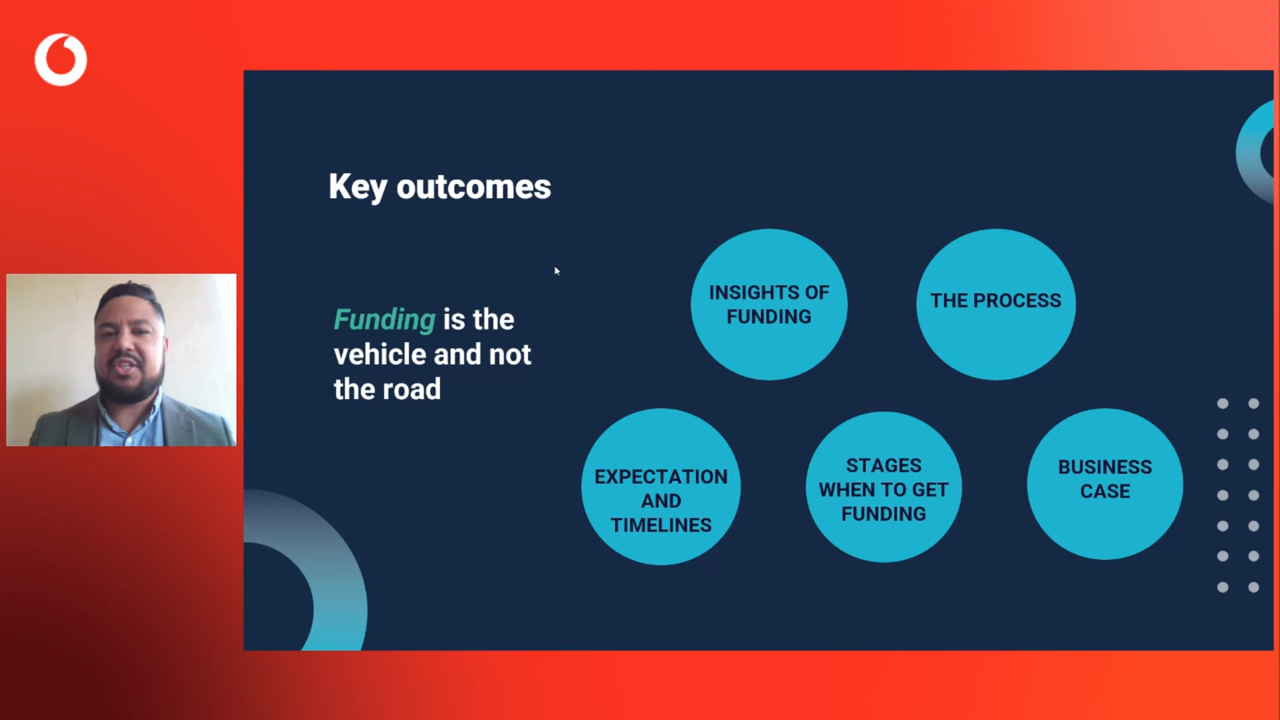 Key outcomes
Funding is the
vehicle and not
the road
INSIGHTS OF
FUNDING
THE PROCESS
EXPECTATION
AND
TIMELINES
STAGES
WHEN TO GET
FUNDING
BUSINESS
CASE